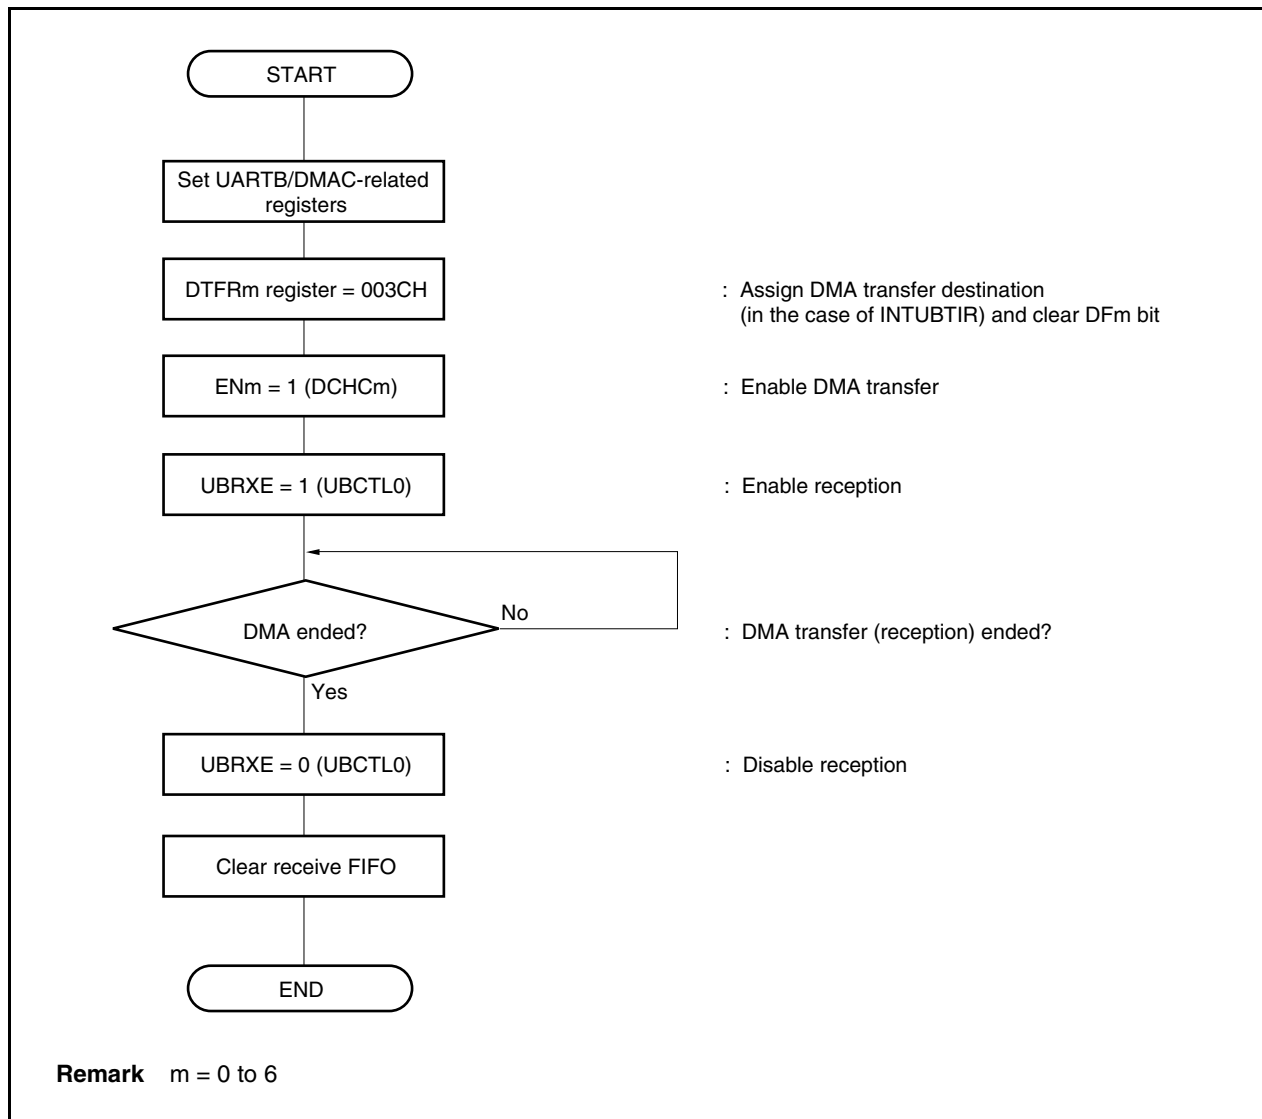 START
Set UARTB/DMAC-related
registers
DTFRm register = 003CH
: Assign DMA transfer destination
(in the case of INTUBTIR) and clear DFm bit
ENm = 1 (DCHCm)
: Enable DMA transfer
UBRXE = 1 (UBCTL0)
: Enable reception
DMA ended?
No
: DMA transfer (reception) ended?
Yes
UBRXE = 0 (UBCTL0)
: Disable reception
Clear receive FIFO
END
Remark m = 0 to 6